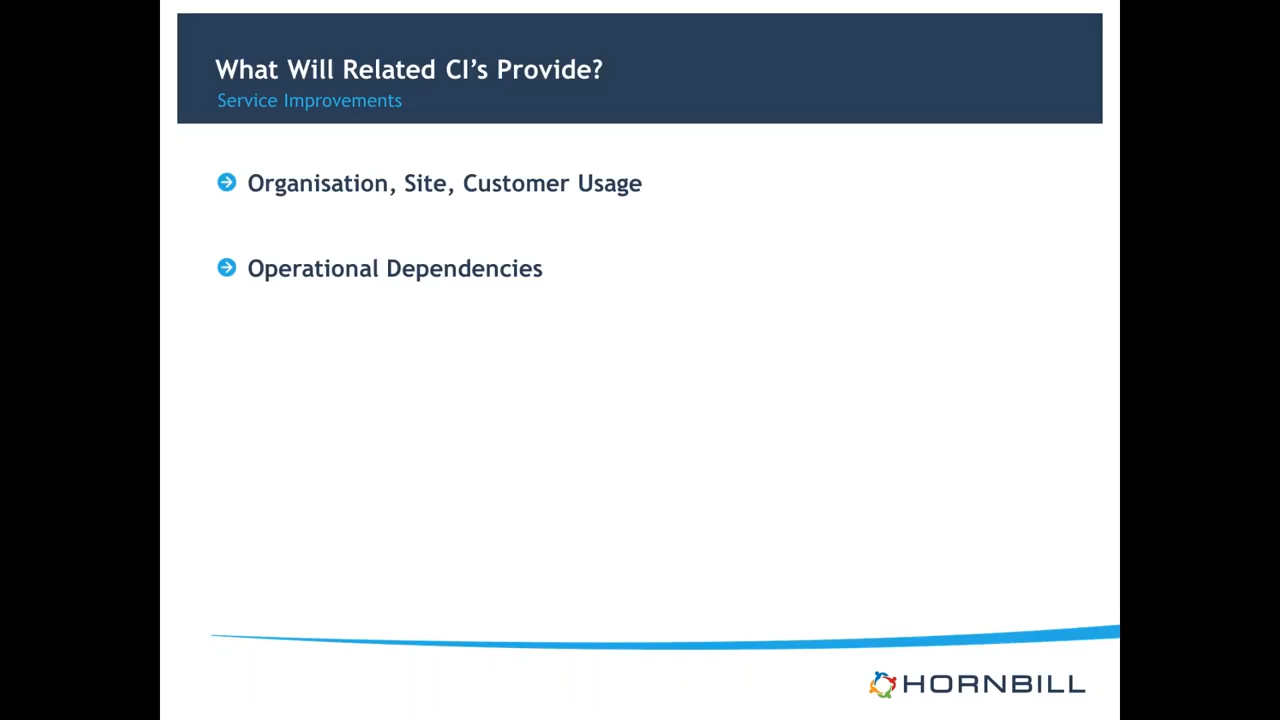 What Will Related CI’s Provide?
Service Improvements
Organisation, Site, Customer Usage
Operational Dependencies
HORNBILL